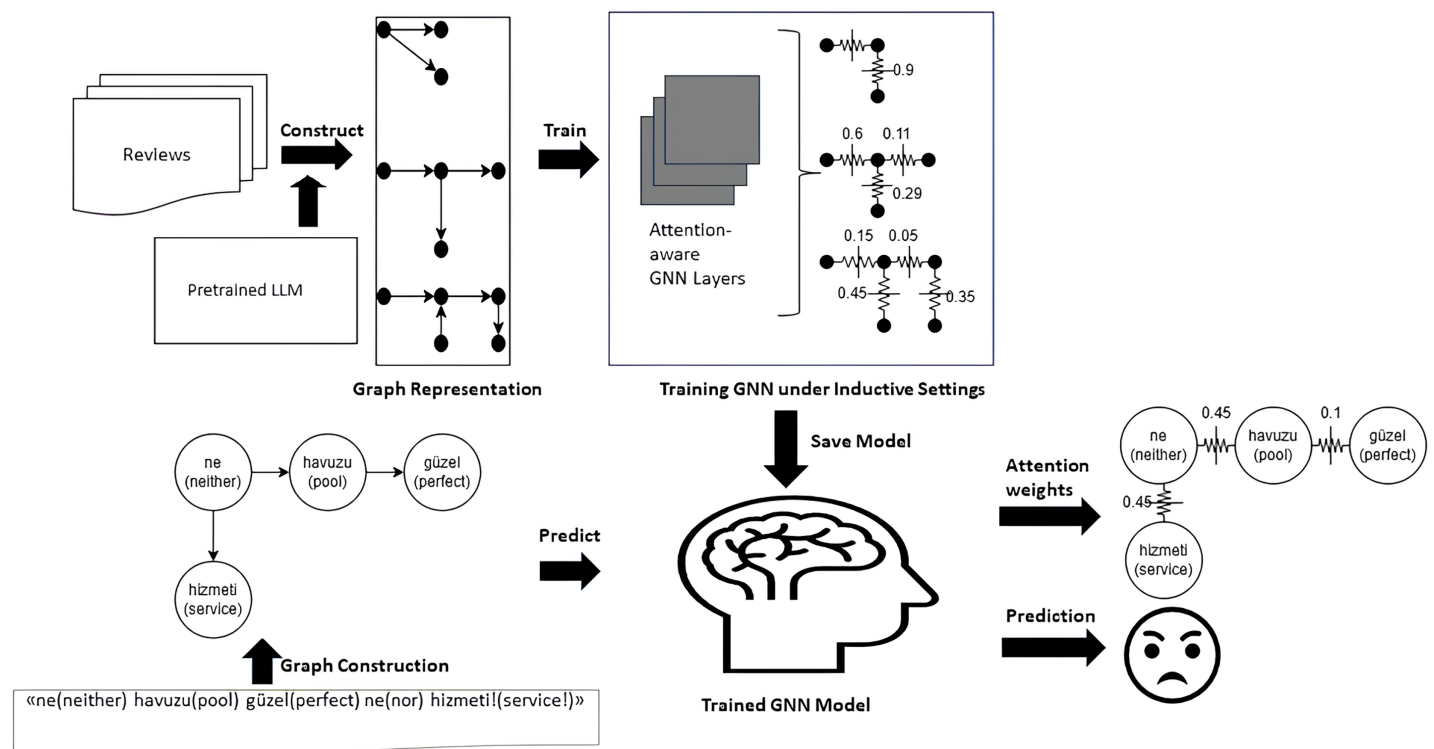 Reviews
Construct
Pretrained LLM
Train
Attention-
aware
GNN Layers
0.9
0.6
0.11
0.29
0.15
0.05
0.45
0.35
Graph Representation
Training GNN under Inductive Settings
Save Model
ne
(neither)
havuzu
(pool)
güzel
(perfect)
hizmeti
(service)
Graph Construction
«ne(neither) havuzu(pool) güzel(perfect) ne(nor) hizmeti!(service!)»
Predict
Trained GNN Model
Attention
weights
Prediction
ne
(neither)
0.45
havuzu
(pool)
0.1
güzel
(perfect)
0.45
hizmeti
(service)